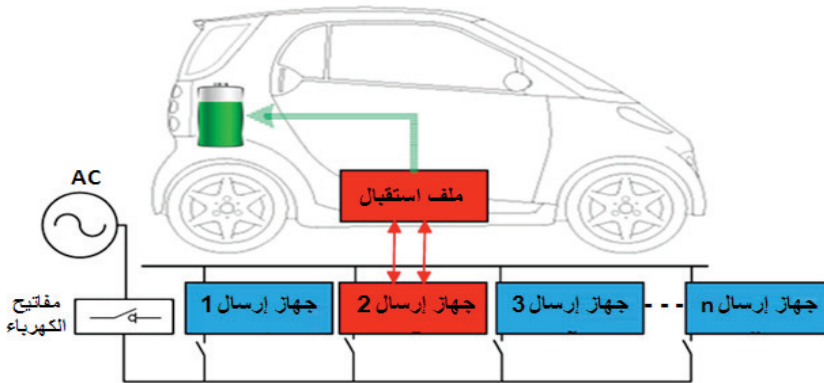 AC
ملف استقبال
مفاتيح
الكهرباء
جهاز إرسال 1
جهاز إرسال 2
جهاز إرسال 3
جهاز إرسال n